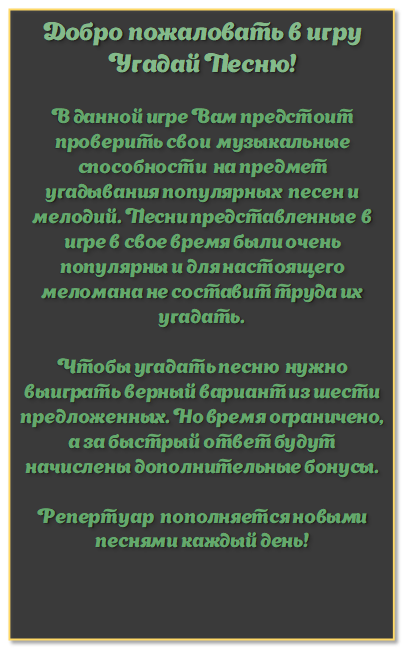 Добро пожаловать в игру
Угадай Песню!
В данной игре Вам предстоит
проверить свои музыкальные
способности на предмет
угадывания популярных песен и
мелодий. Песни представленные в
игре в свое время были очень
популярны и для настоящего
меломана не составит труда их
угадать.
Чтобы угадать песню нужно
выиграть верный вариант из шести
предложенных. Но время ограничено,
а за быстрый ответ будут
начислены дополнительные бонусы.
Репертуар пополняется новыми
песнями каждый день!